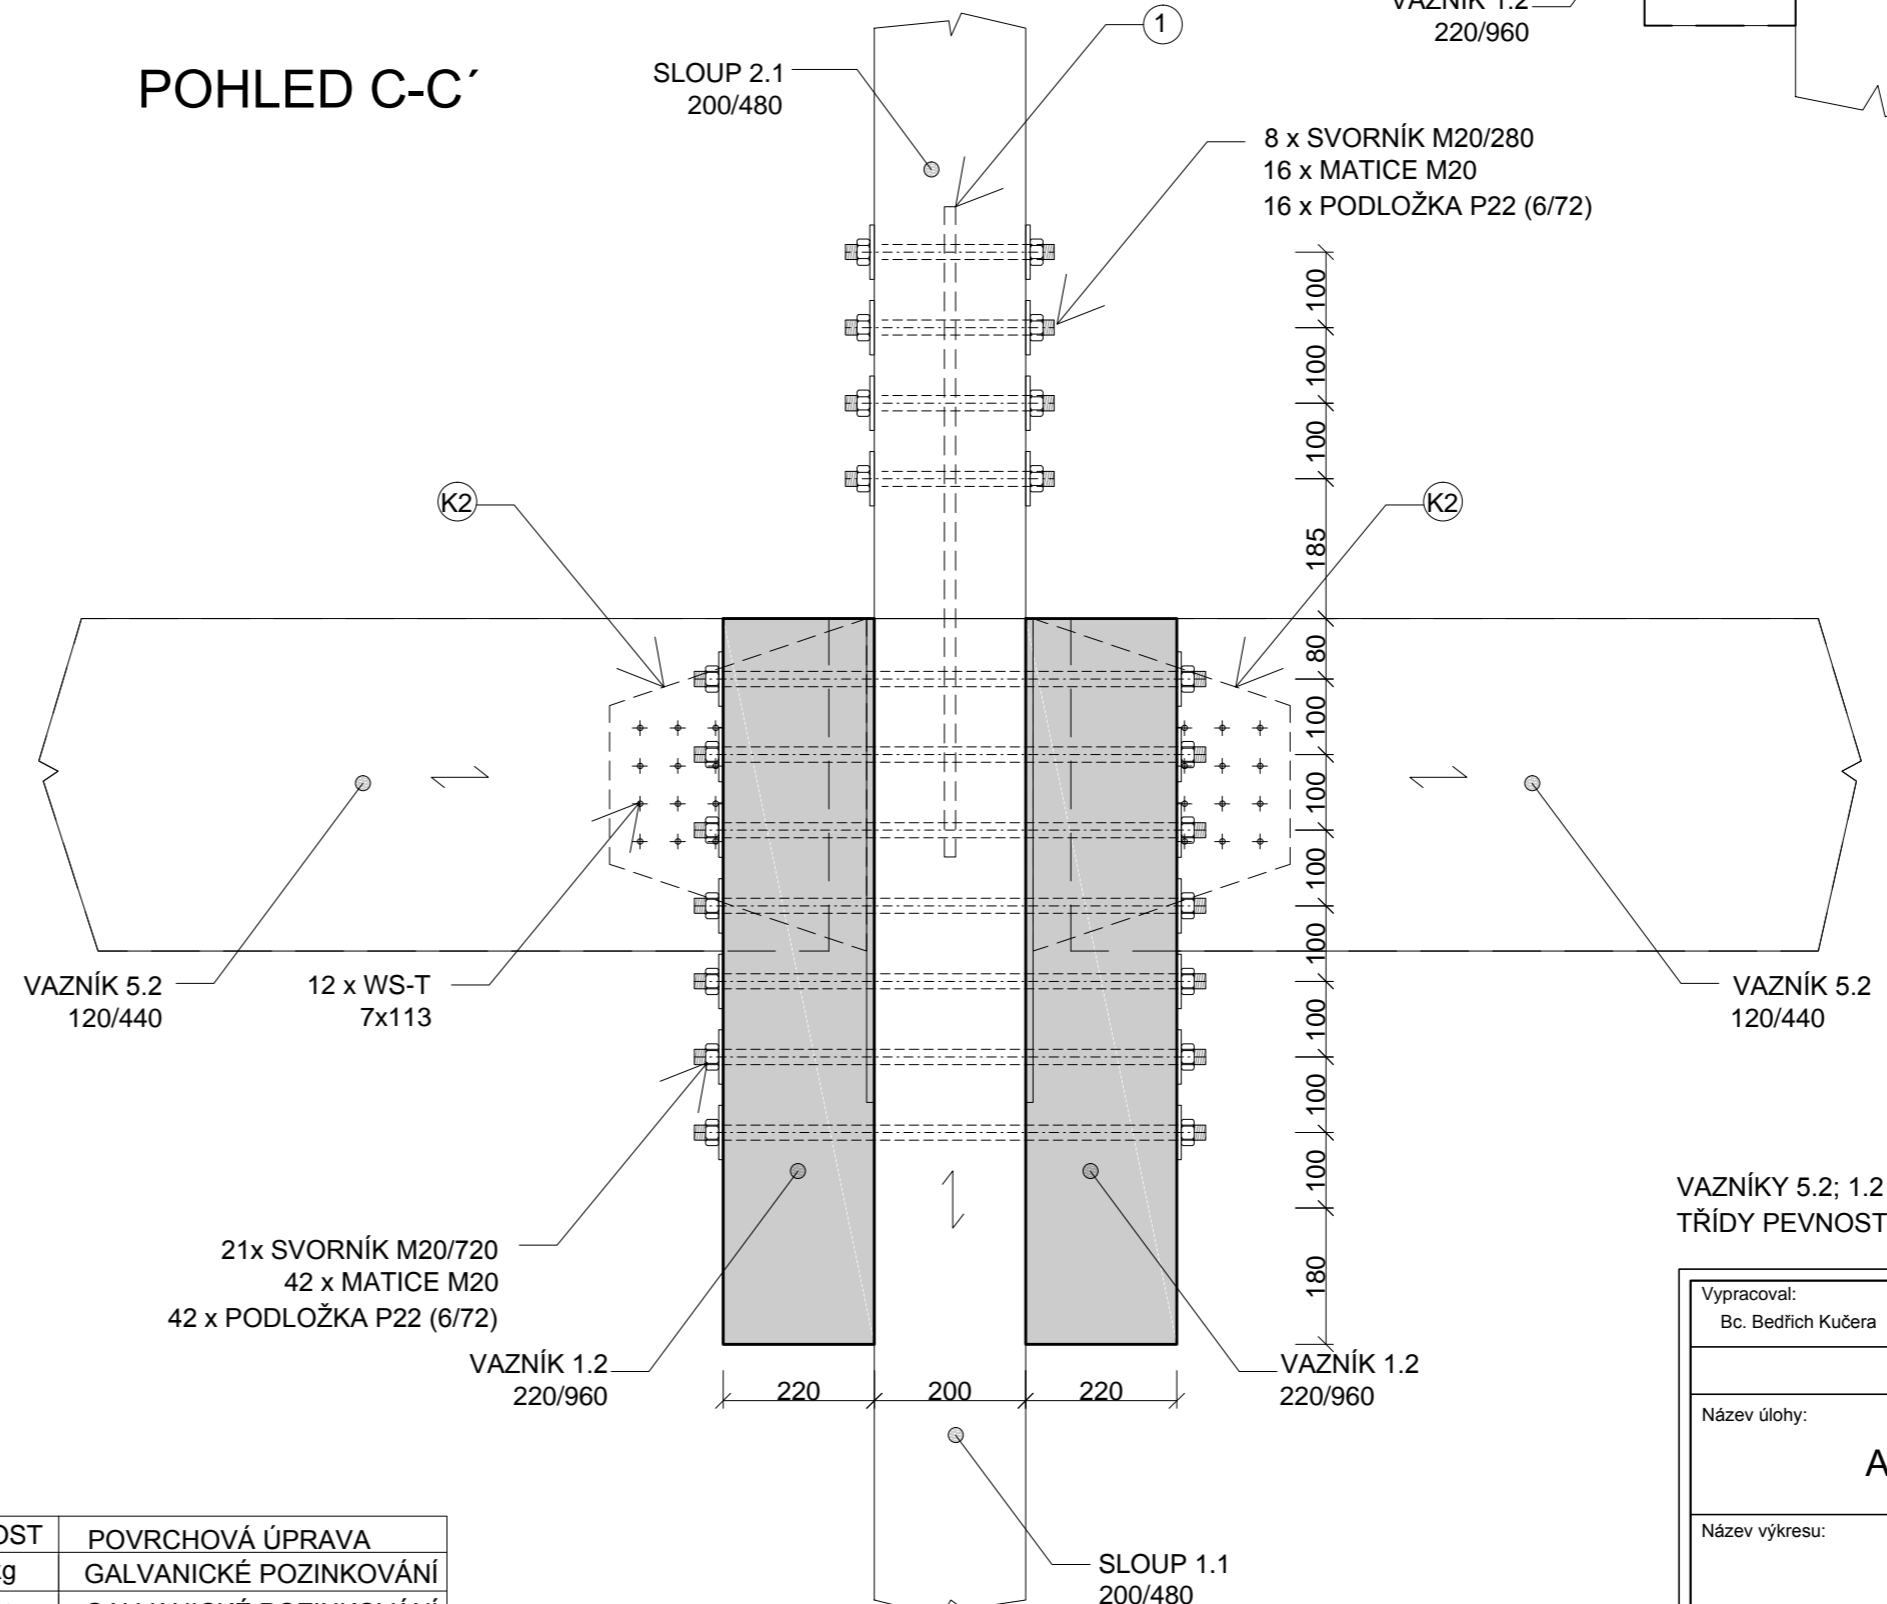 POHLED C-C´
VAZNÍK 1.2
220/960
1
SLOUP 2.1
200/480
8 x SVORNÍK M20/280
16 x MATICE M20
16 x PODLOŽKA P22 (6/72)
100
100
100
185
80
100
100
100
100
100
100
100
180
K2
K2
VAZNÍK 5.2
120/440
12 x WS-T
7x113
VAZNÍK 5.2
120/440
21x SVORNÍK M20/720
42 x MATICE M20
42 x PODLOŽKA P22 (6/72)
VAZNÍK 1.2
220/960
220
200
220
VAZNÍK 1.2
220/960
SLOUP 1.1
200/480
VAZNÍKY 5.2; 1.2
TŘÍDY PEVNOST
Vypracoval:
Bc. Bedřich Kučera
Název úlohy:
A
Název výkresu:
OST POVRCHOVÁ ÚPRAVA
kg GALVANICKÉ POZINKOVÁNÍ
GALVANICKÉ POZINKOVÁNÍ